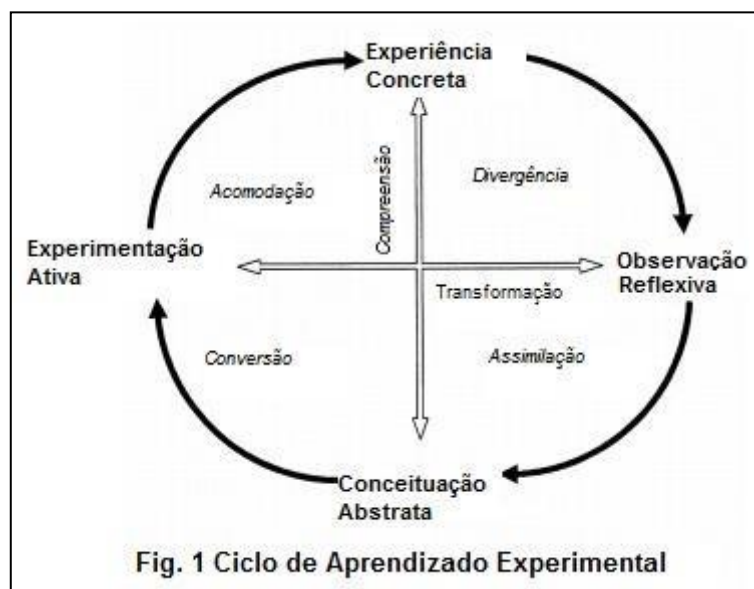 Experiência
Concreta
Compreensão
Acomodação
Divergência
Experimentação
Ativa
Observação
Reflexiva
Transformação
Conversão
Assimilação
Conceituação
Abstrata
Fig. 1 Ciclo de Aprendizado Experimental